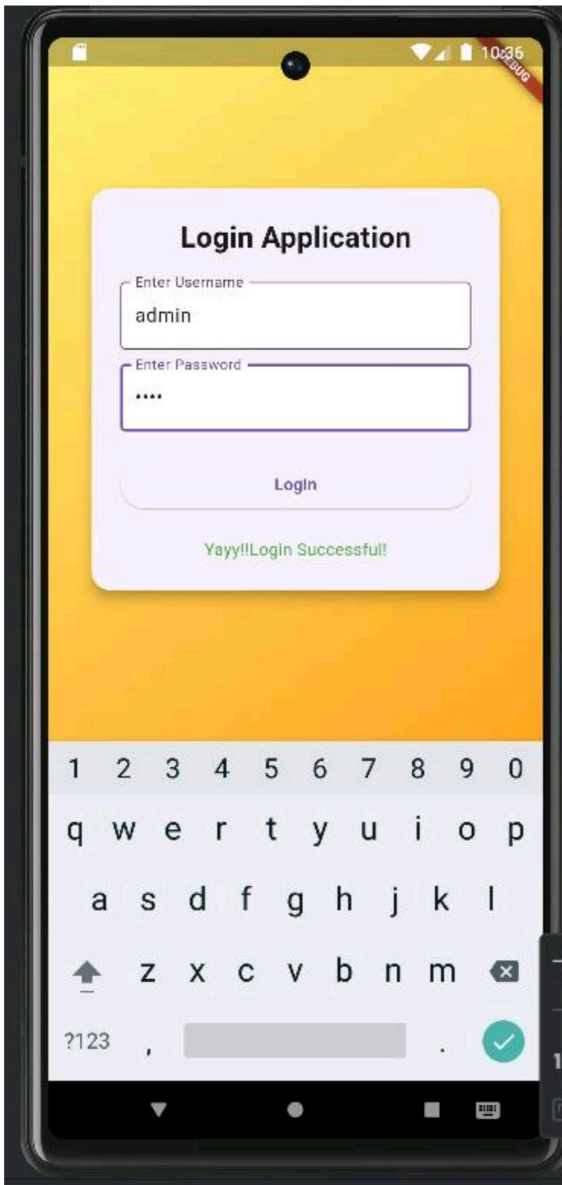 10:36
DEBUG
Login Application
Enter Username
admin
Enter Password
••••
LogIn
Yayy!!Login Successful!
1 2 3 4 5 6 7 8 9 0
q w e r t y u i o p
a s d f g h j k l
z x c v b n m
?123 , .
1